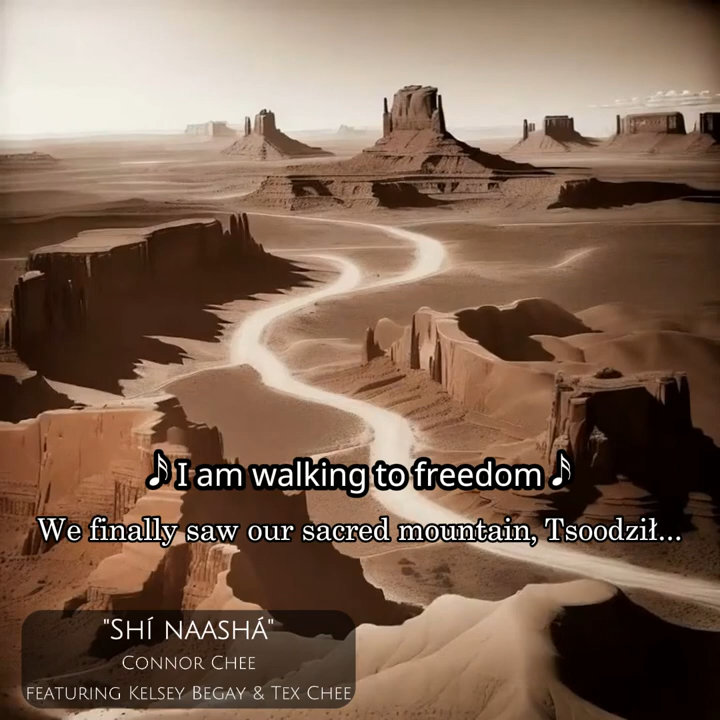 ♪ I am walking to freedom ♪
We finally saw our sacred mountain, Tsoodził...
"Shí naashá"
Connor Chee
featuring Kelsey Begay & Tex Chee